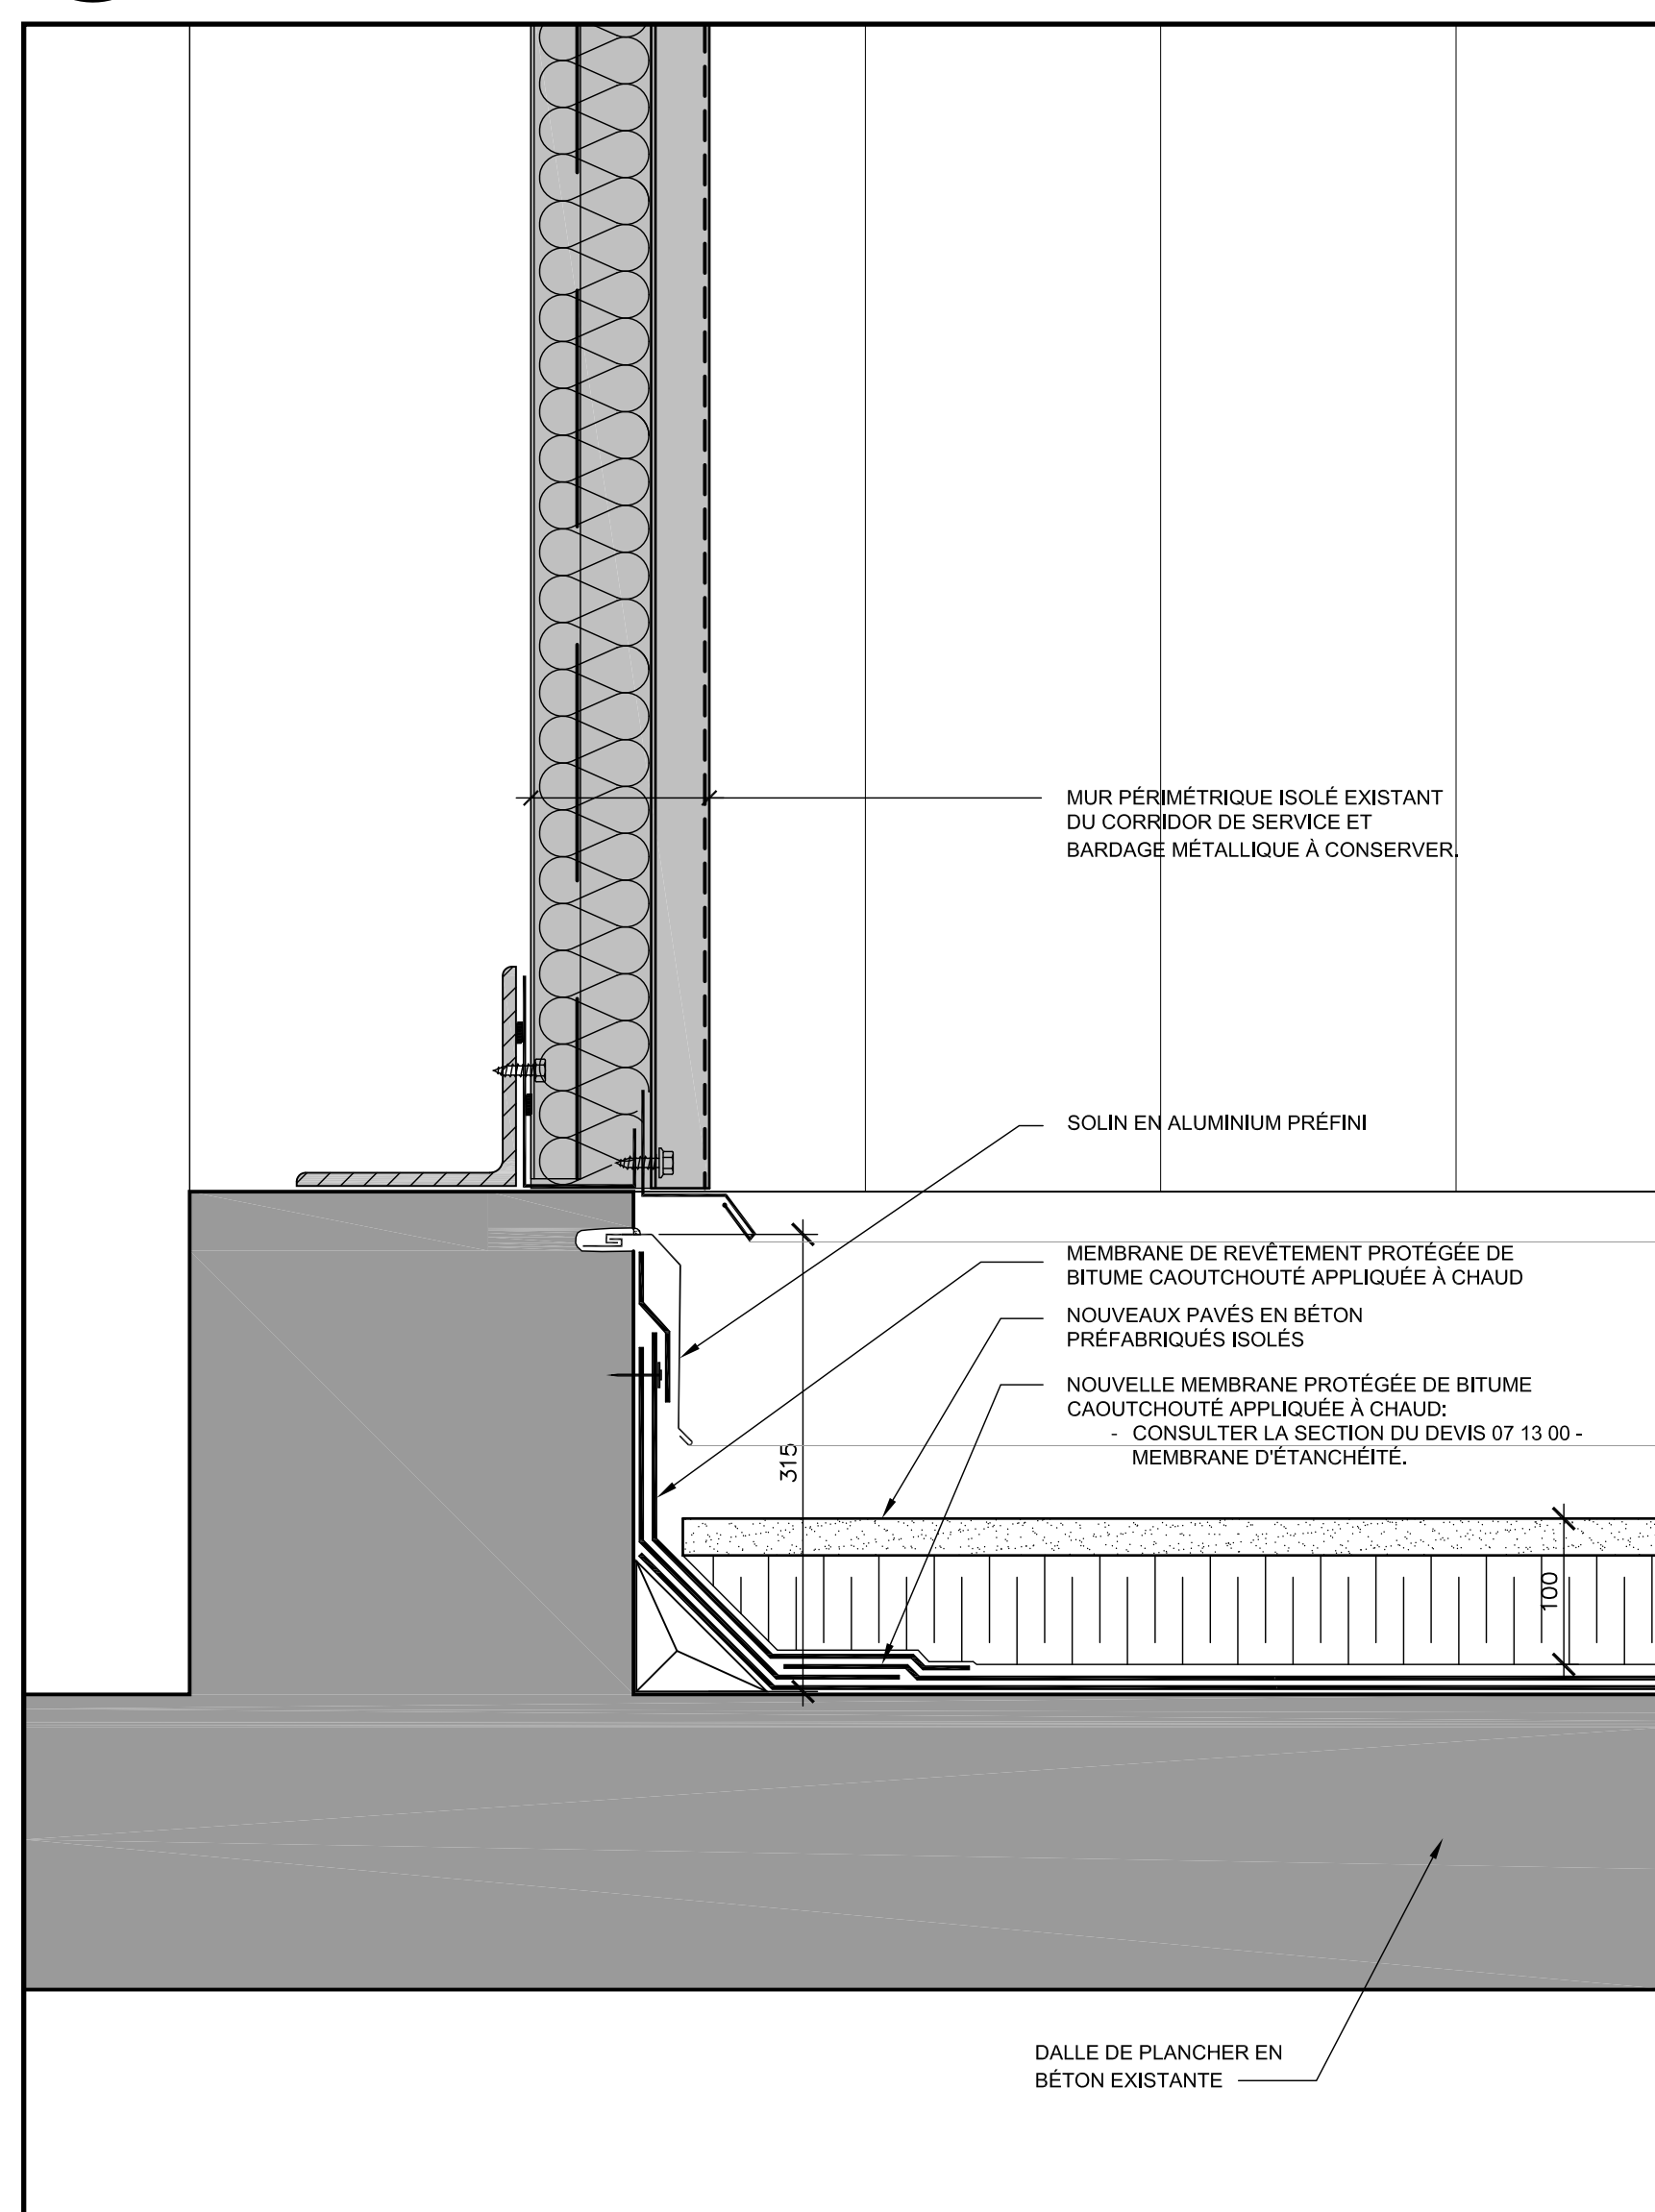 MUR PÉRIMÉTRIQUE ISOLÉ EXISTANT
DU CORRIDOR DE SERVICE ET
BARDAGE MÉTALLIQUE À CONSERVER.
SOLIN EN ALUMINIUM PRÉFINI
MEMBRANE DE REVÊTEMENT PROTÉGÉE DE
BITUME CAOUTCHOUTÉ APPLIQUÉE À CHAUD
NOUVEAUX PAVÉS EN BÉTON
PRÉFABRIQUÉS ISOLÉS
NOUVELLE MEMBRANE PROTÉGÉE DE BITUME
CAOUTCHOUTÉ APPLIQUÉE À CHAUD:
- CONSULTER LA SECTION DU DEVIS 07 13 00 -
MEMBRANE D'ÉTANCHÉITÉ.
315
100
DALLE DE PLANCHER EN
BÉTON EXISTANTE